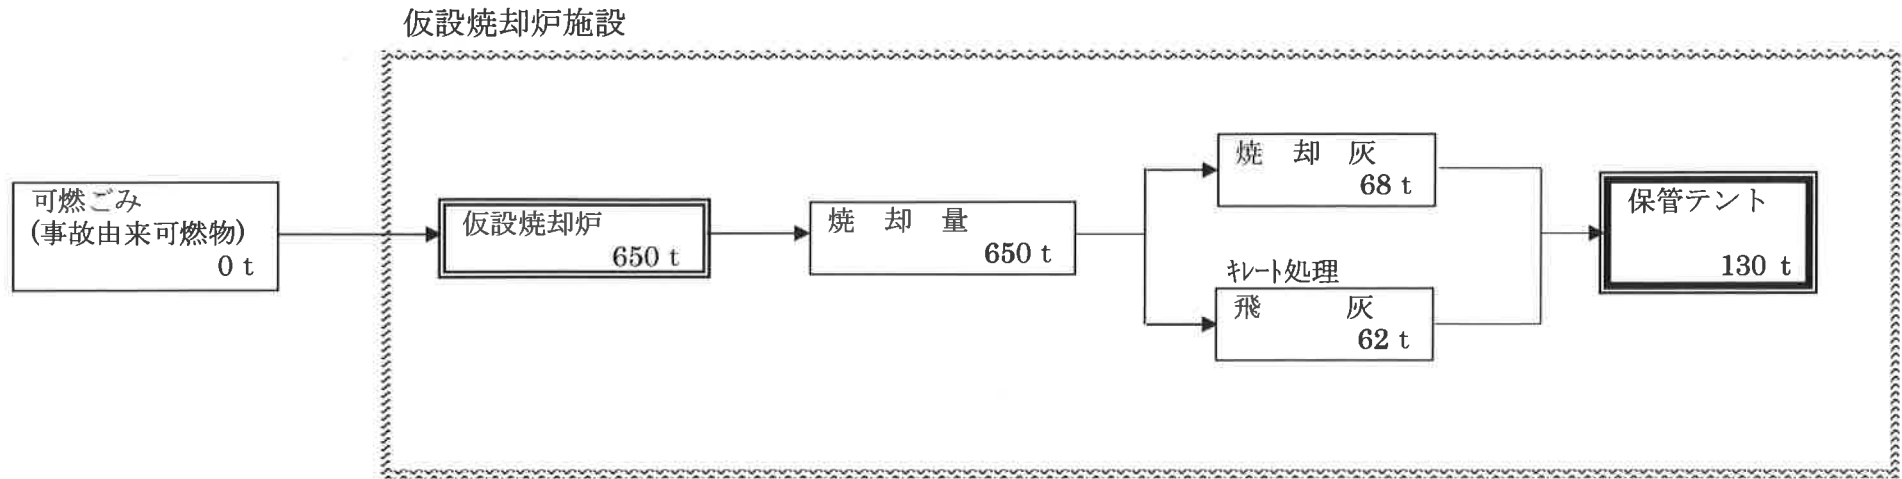 仮設焼却炉施設
可燃ごみ
(事故由来可燃物)
0 t
仮設焼却炉
650 t
焼 却 量
650 t
焼 却 灰
68 t
キレート処理
飛 灰
62 t
保管テント
130 t